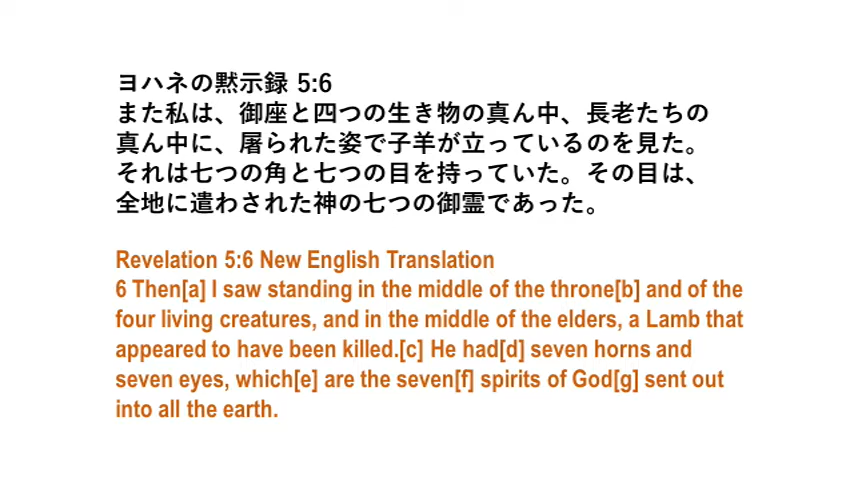 ヨハネの黙示録 5:6
また私は、御座と四つの生き物の真ん中、長老たちの
真ん中に、屠られた姿で子羊が立っているのを見た。
それは七つの角と七つの目を持っていた。その目は、
全地に遣わされた神の七つの御霊であった。
Revelation 5:6 New English Translation
6 Then[a] I saw standing in the middle of the throne[b] and of the
four living creatures, and in the middle of the elders, a Lamb that
appeared to have been killed.[c] He had[d] seven horns and
seven eyes, which[e] are the seven[f] spirits of God[g] sent out
into all the earth.